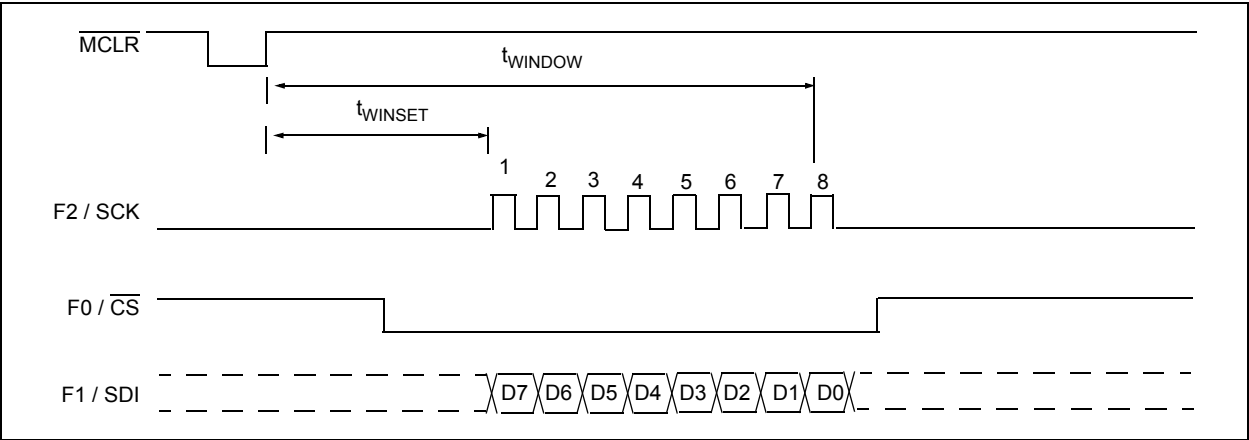 MCLR
tWINDOW
tWINSET
1 2 3 4 5 6 7 8
F2 / SCK
F0 / CS
F1 / SDI D7 D6 D5 D4 D3 D2 D1 D0